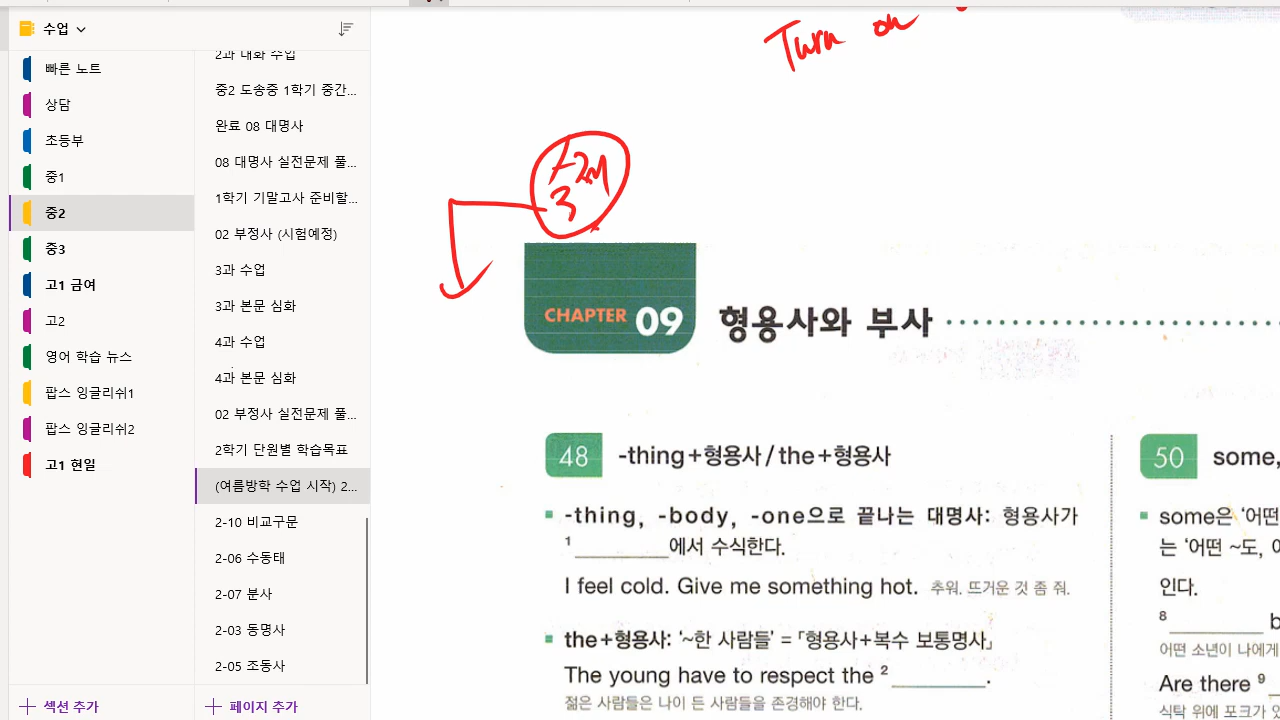 수업
빠른 노트
상담
초등부
중1
중2
중3
고1 금여
고2
영어 학습 뉴스
팝스 잉글리쉬1
팝스 잉글리쉬2
고1 현일
섹션 추가
2과 대화 수업
중2 도송중 1학기 중간...
완료 08 대명사
08 대명사 실전문제 풀...
1학기 기말고사 준비할...
02 부정사 (시험예정)
3과 수업
3과 본문 심화
4과 수업
4과 본문 심화
02 부정사 실전문제 풀...
2학기 단원별 학습목표
(여름방학 수업 시작) 2...
2-10 비교구문
2-06 수동태
2-07 분사
2-03 동명사
2-05 조동사
페이지 추가
Turn on
CHAPTER 09 형용사와 부사
48 -thing+형용사 / the+형용사
-thing, -body, -one으로 끝나는 대명사: 형용사가
1 ________에서 수식한다.
I feel cold. Give me something hot. 추워. 뜨거운 것 좀 줘.
the+형용사: ‘~한 사람들’ =「형용사+복수 보통명사」
The young have to respect the 2 ________.
젊은 사람들은 나이 든 사람들을 존경해야 한다.
50 some,
some은 ‘어떤
는 ‘어떤 ~도,
인다.
8 ________ b
어떤 소년이 나에게
Are there 9
식탁 위에 포크가 있